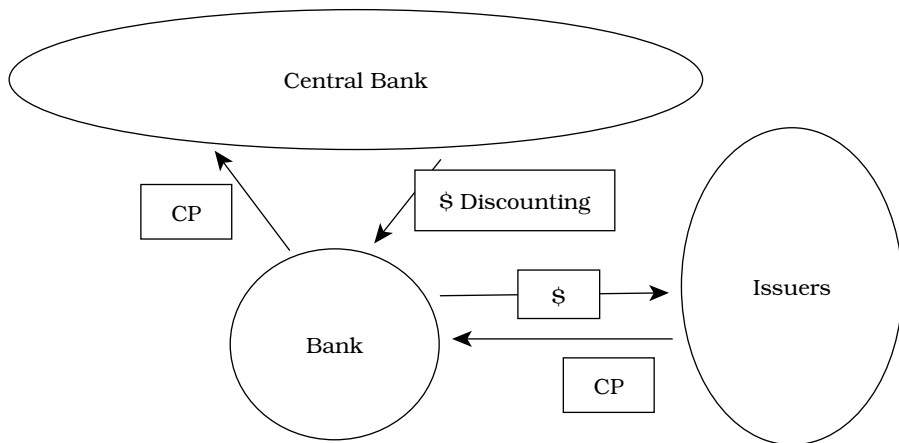 Central Bank
CP
$ Discounting
$
Issuers
Bank
CP